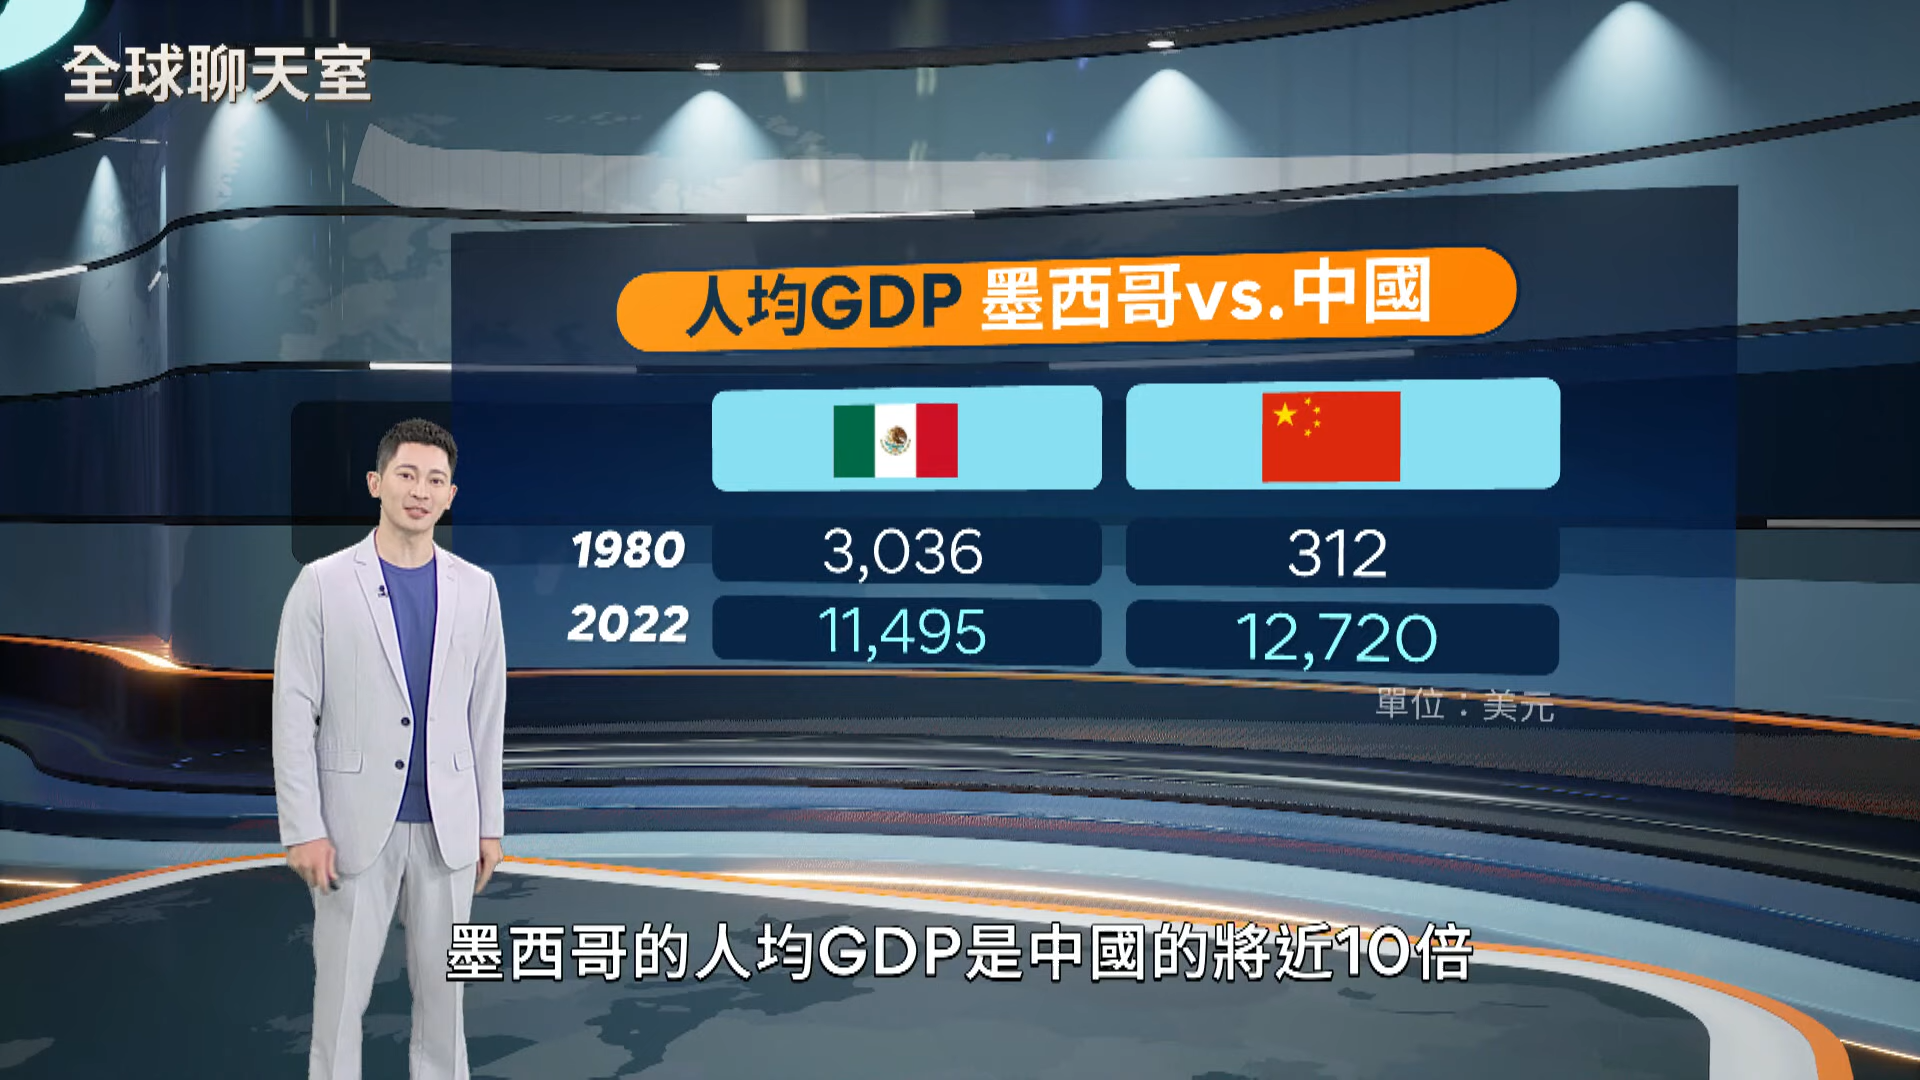 全球聊天室
人均GDP 墨西哥vs.中國
1980 3,036 312
2022 11,495 12,720
單位：美元
墨西哥的人均GDP是中國的將近10倍